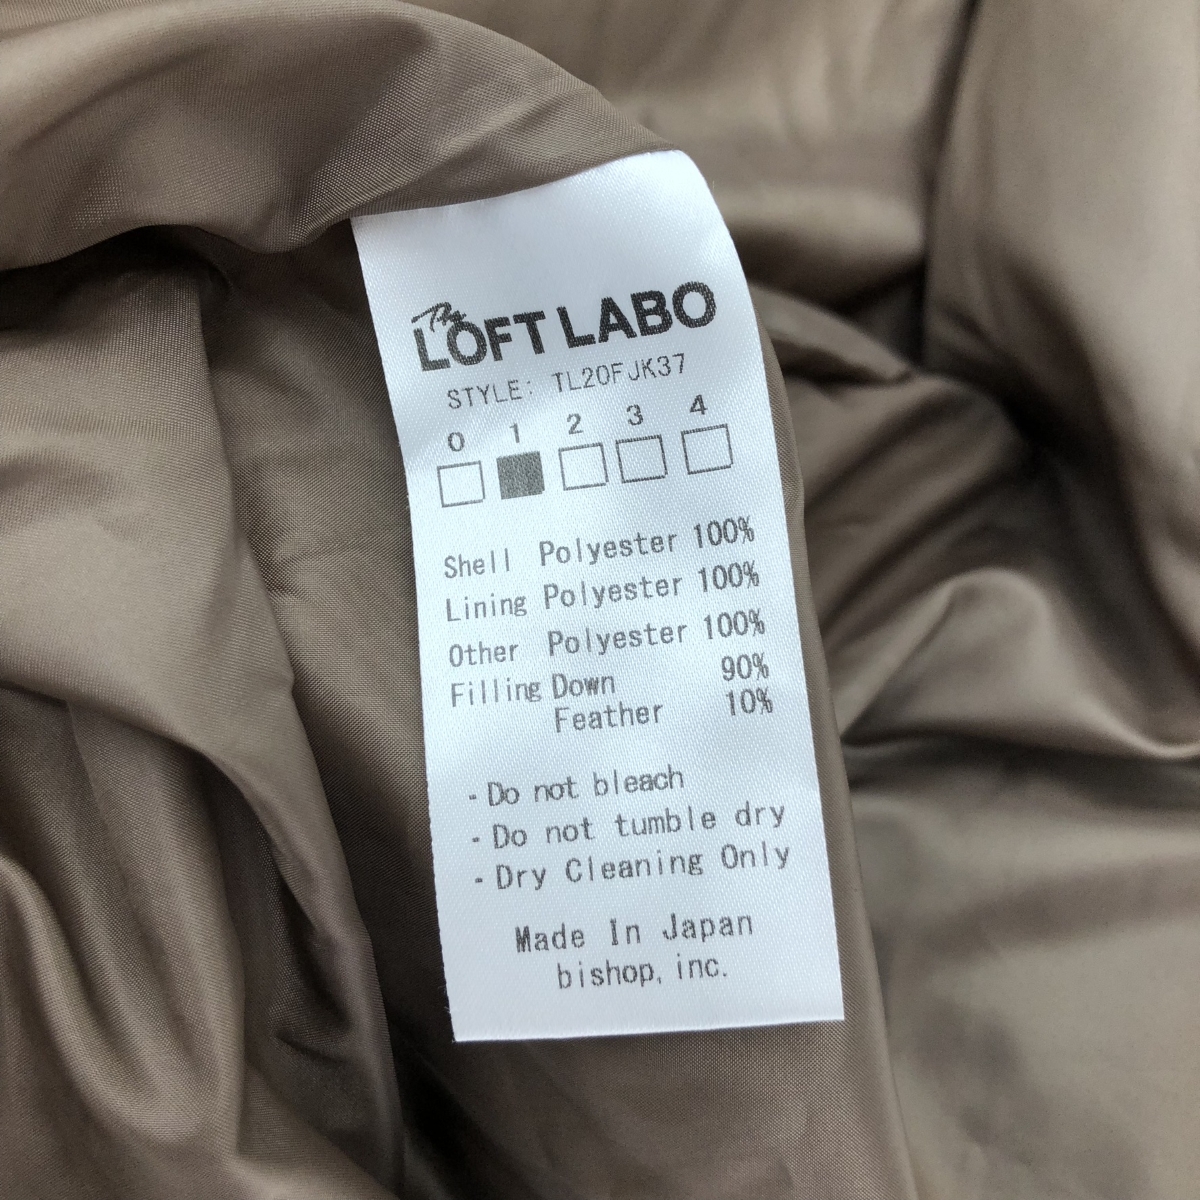 The
LOFT LABO
STYLE: TL20FJK37
0 1 2 3 4
Shell Polyester 100%
Lining Polyester 100%
Other Polyester 100%
Filling Down 90%
Feather 10%
- Do not bleach
- Do not tumble dry
- Dry Cleaning Only
Made In Japan
bishop, inc.